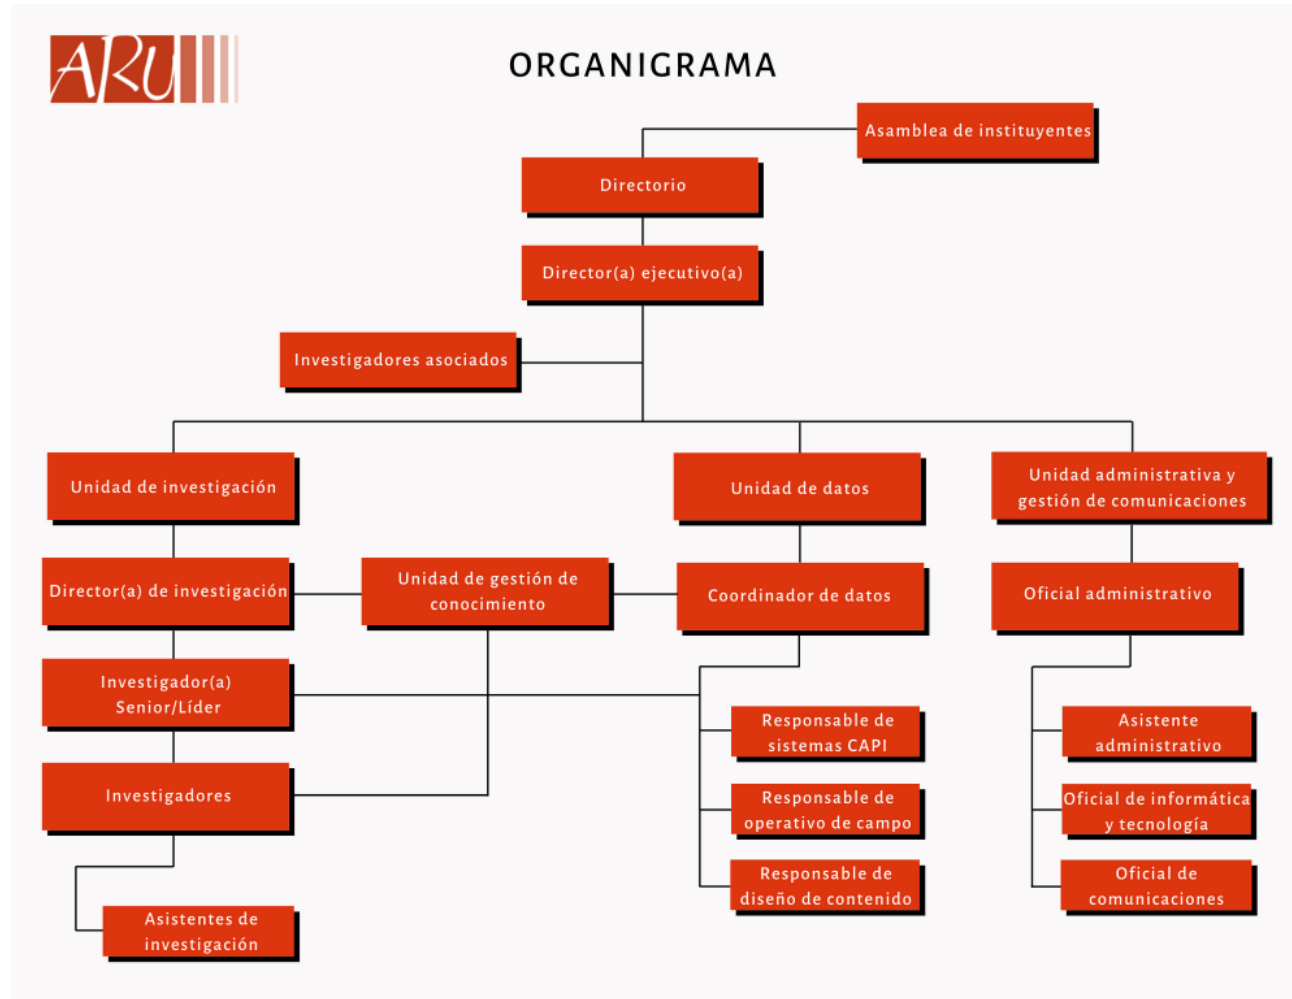 ARU
ORGANIGRAMA
Asamblea de instituyentes
Directorio
Director(a) ejecutivo(a)
Investigadores asociados
Unidad de investigación
Unidad de datos
Unidad administrativa y
gestión de comunicaciones
Director(a) de investigación
Unidad de gestión de
conocimiento
Coordinador de datos
Oficial administrativo
Investigador(a)
Senior/Líder
Responsable de
sistemas CAPI
Asistente
administrativo
Investigadores
Responsable de
operativo de campo
Oficial de informática
y tecnología
Responsable de
diseño de contenido
Oficial de
comunicaciones
Asistentes de
investigación